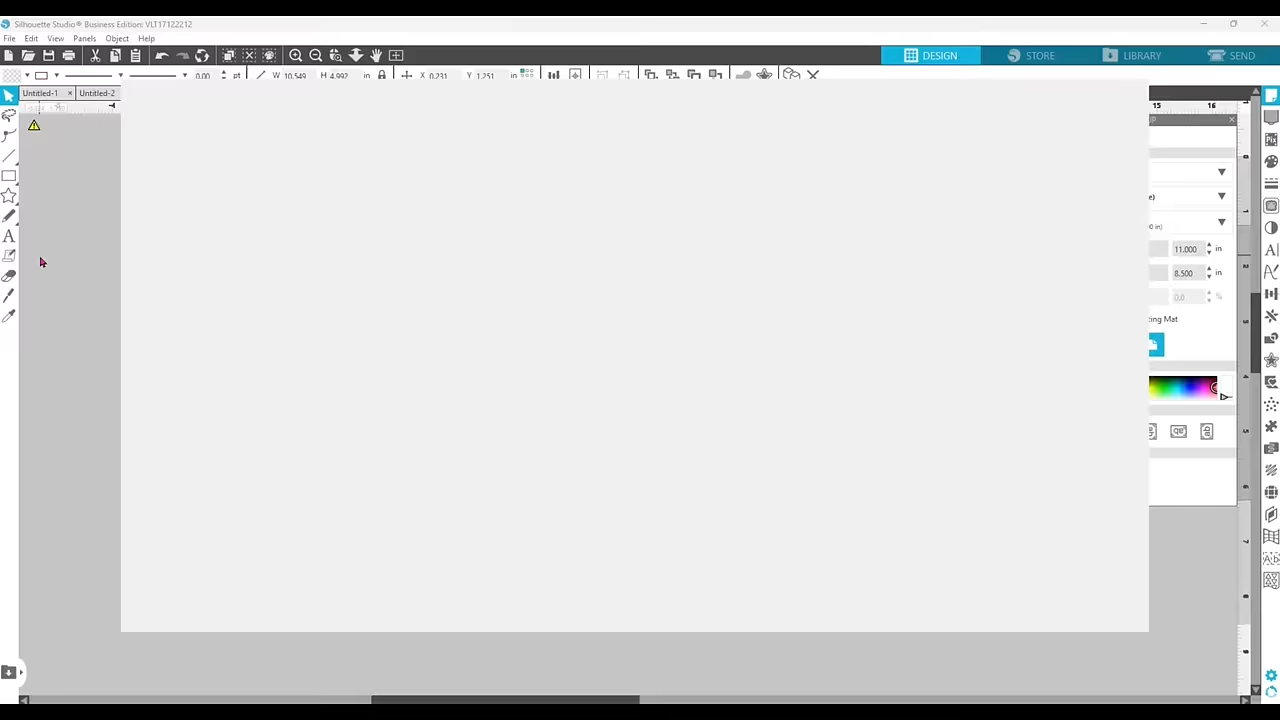 Silhouette Studio® Business Edition: VLT17122212
File Edit View Panels Object Help
DESIGN STORE LIBRARY SEND
0.00 pt W 10.549 H 4.992 in X 0.231 Y 1.251 in
Untitled-1 × Untitled-2
15 16
11.000 in
8.500 in
0.0 %
ting Mat